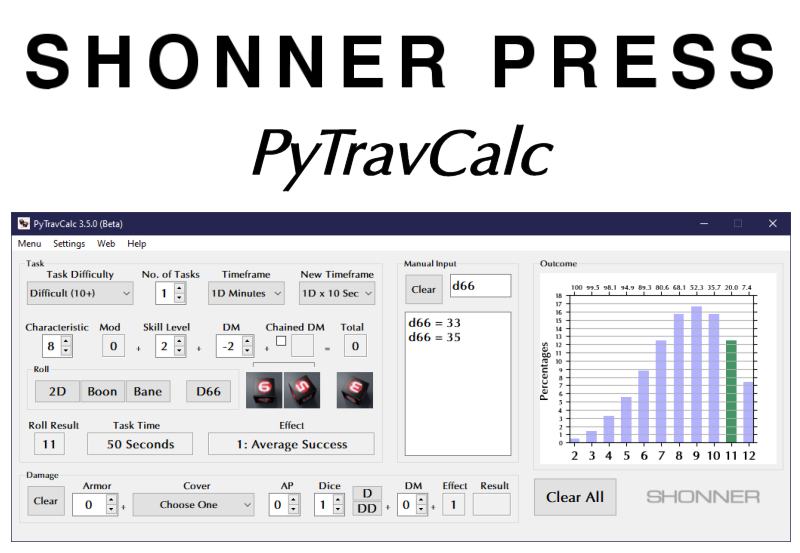 SHONNER PRESS
PyTravCalc
PyTravCalc 3.5.0 (Beta)
Menu Settings Web Help
Task
Task Difficulty No. of Tasks Timeframe New Timeframe
Difficult (10+) 1 1D Minutes 1D x 10 Sec
Characteristic Mod Skill Level DM Chained DM Total
8 0 + 2 + -2 + = 0
Roll
2D Boon Bane D66
6 5 3
Roll Result Task Time Effect
11 50 Seconds 1: Average Success
Manual Input
Clear d66
d66 = 33
d66 = 35
Outcome
100 99.5 98.1 94.9 89.3 80.6 68.1 52.3 35.7 20.0 7.4
18
17
16
15
14
13
12
11
10
9
8
7
6
5
4
3
2
1
0
Percentages
2 3 4 5 6 7 8 9 10 11 12
Damage
Armor Cover AP Dice DM Effect Result
Clear 0 + Choose One 0 1 D DD + 0 + 1
Clear All
SHONNER